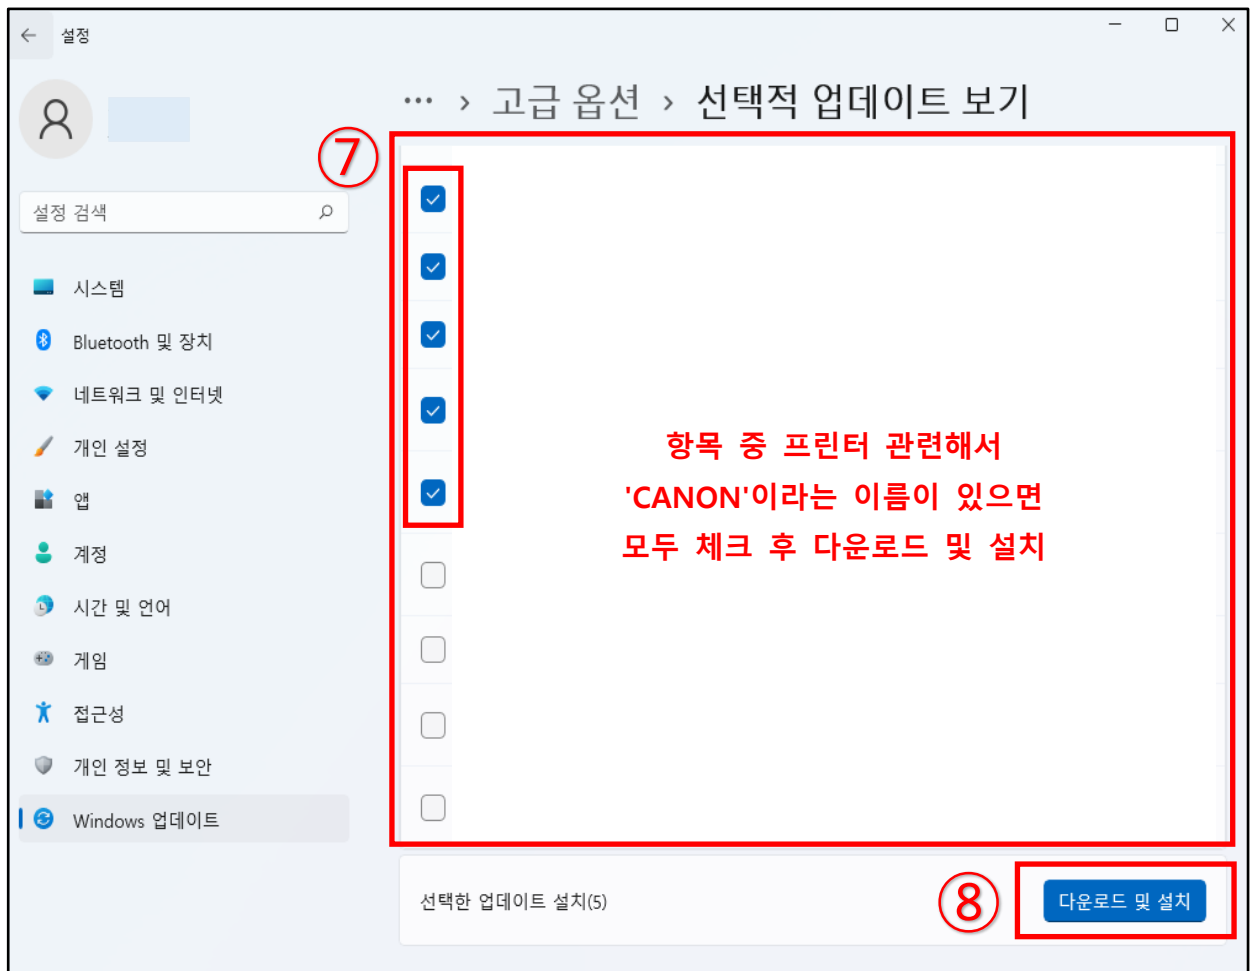 설정
··· > 고급 옵션 > 선택적 업데이트 보기
⑦
설정 검색
시스템
Bluetooth 및 장치
네트워크 및 인터넷
개인 설정
앱
계정
시간 및 언어
게임
접근성
개인 정보 및 보안
Windows 업데이트
항목 중 프린터 관련해서
'CANON'이라는 이름이 있으면
모두 체크 후 다운로드 및 설치
선택한 업데이트 설치(5)
⑧
다운로드 및 설치